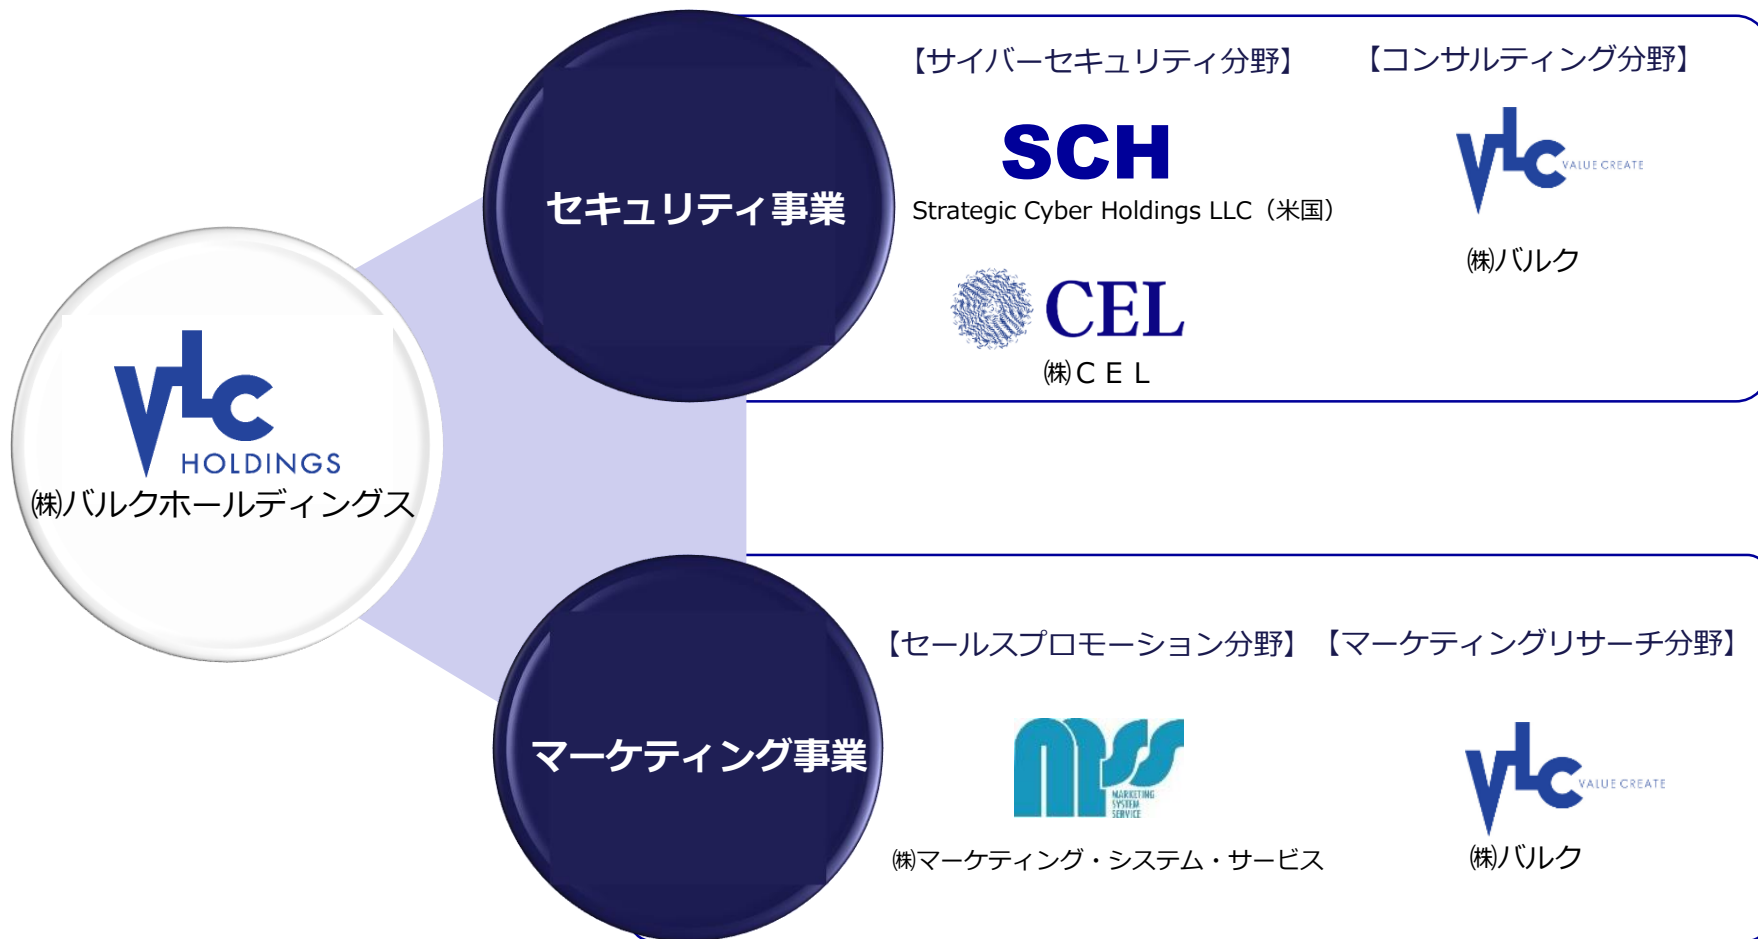 VLC
HOLDINGS
㈱バルクホールディングス
セキュリティ事業
【サイバーセキュリティ分野】
SCH
Strategic Cyber Holdings LLC（米国）
CEL
㈱ＣＥＬ
【コンサルティング分野】
VLC
VALUE CREATE
㈱バルク
マーケティング事業
【セールスプロモーション分野】
mss
MARKETING
SYSTEM
SERVICE
㈱マーケティング・システム・サービス
【マーケティングリサーチ分野】
VLC
VALUE CREATE
㈱バルク